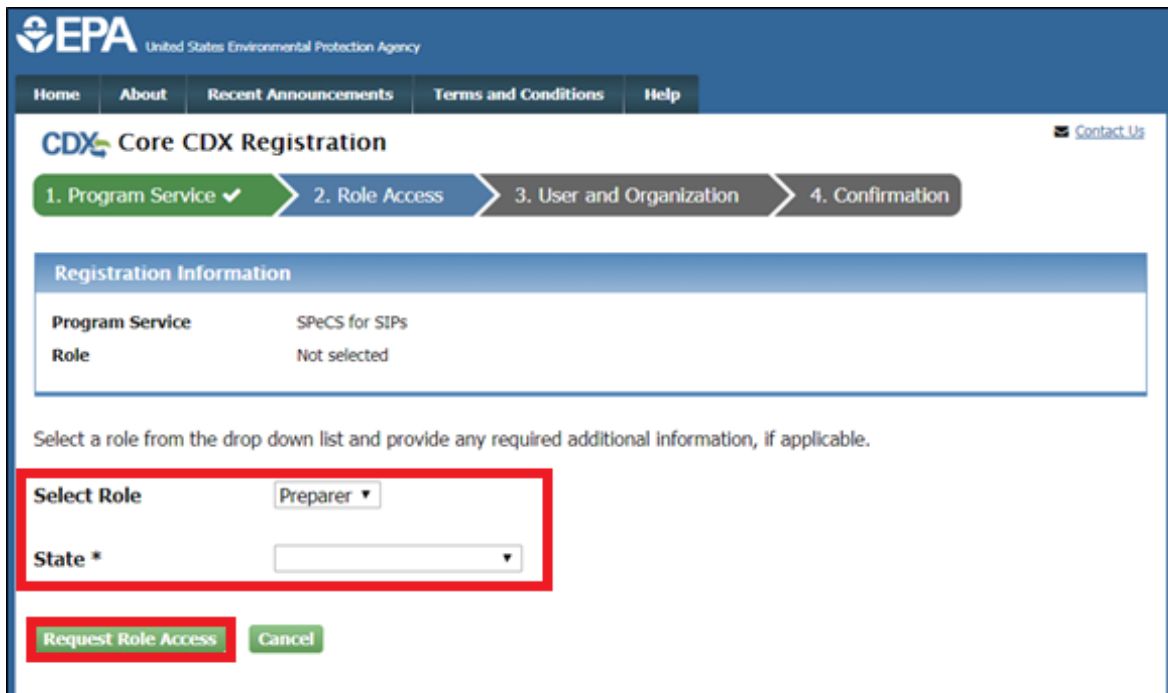 EPA United States Environmental Protection Agency
Home About Recent Announcements Terms and Conditions Help
CDX Core CDX Registration Contact Us
1. Program Service ✔ 2. Role Access 3. User and Organization 4. Confirmation
Registration Information
Program Service SPeCS for SIPs
Role Not selected
Select a role from the drop down list and provide any required additional information, if applicable.
Select Role Preparer ▼
State * ▼
Request Role Access Cancel